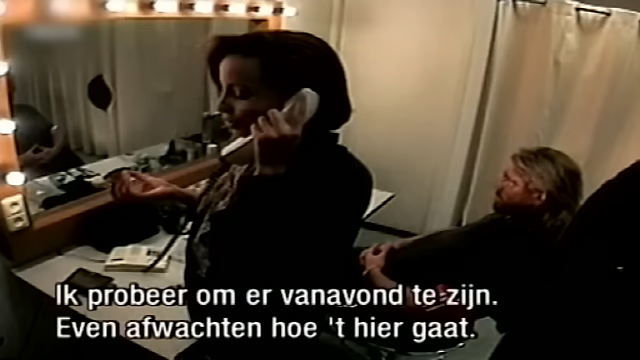 Ik probeer om er vanavond te zijn.
Even afwachten hoe 't hier gaat.